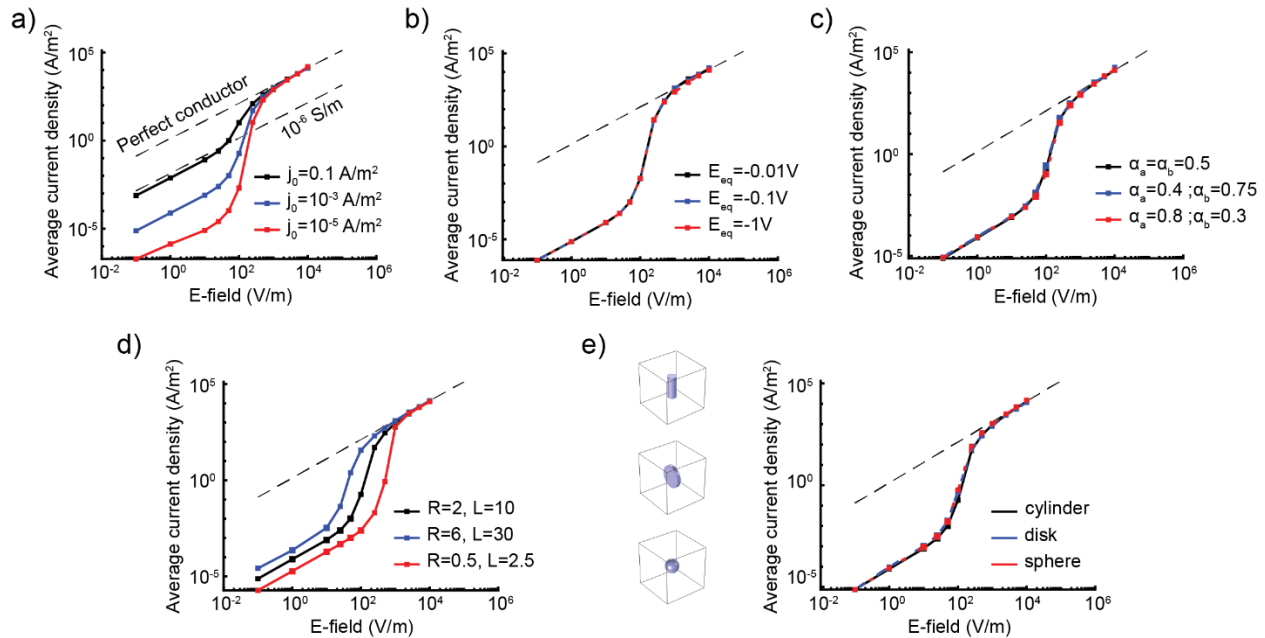 a)
Average current density (A/m²)
10⁵
10⁰
10⁻⁵
Perfect conductor
10⁻⁶ S/m
j₀=0.1 A/m²
j₀=10⁻³ A/m²
j₀=10⁻⁵ A/m²
10⁻² 10⁰ 10² 10⁴ 10⁶
E-field (V/m)
b)
Average current density (A/m²)
10⁵
10⁰
10⁻⁵
E_eq=-0.01V
E_eq=-0.1V
E_eq=-1V
10⁻² 10⁰ 10² 10⁴ 10⁶
E-field (V/m)
c)
Average current density (A/m²)
10⁵
10⁰
10⁻⁵
αₐ=α_b=0.5
αₐ=0.4 ;α_b=0.75
αₐ=0.8 ;α_b=0.3
10⁻² 10⁰ 10² 10⁴ 10⁶
E-field (V/m)
d)
Average current density (A/m²)
10⁵
10⁰
10⁻⁵
R=2, L=10
R=6, L=30
R=0.5, L=2.5
10⁻² 10⁰ 10² 10⁴ 10⁶
E-field (V/m)
e)
Average current density (A/m²)
10⁵
10⁰
10⁻⁵
cylinder
disk
sphere
10⁻² 10⁰ 10² 10⁴ 10⁶
E-field (V/m)